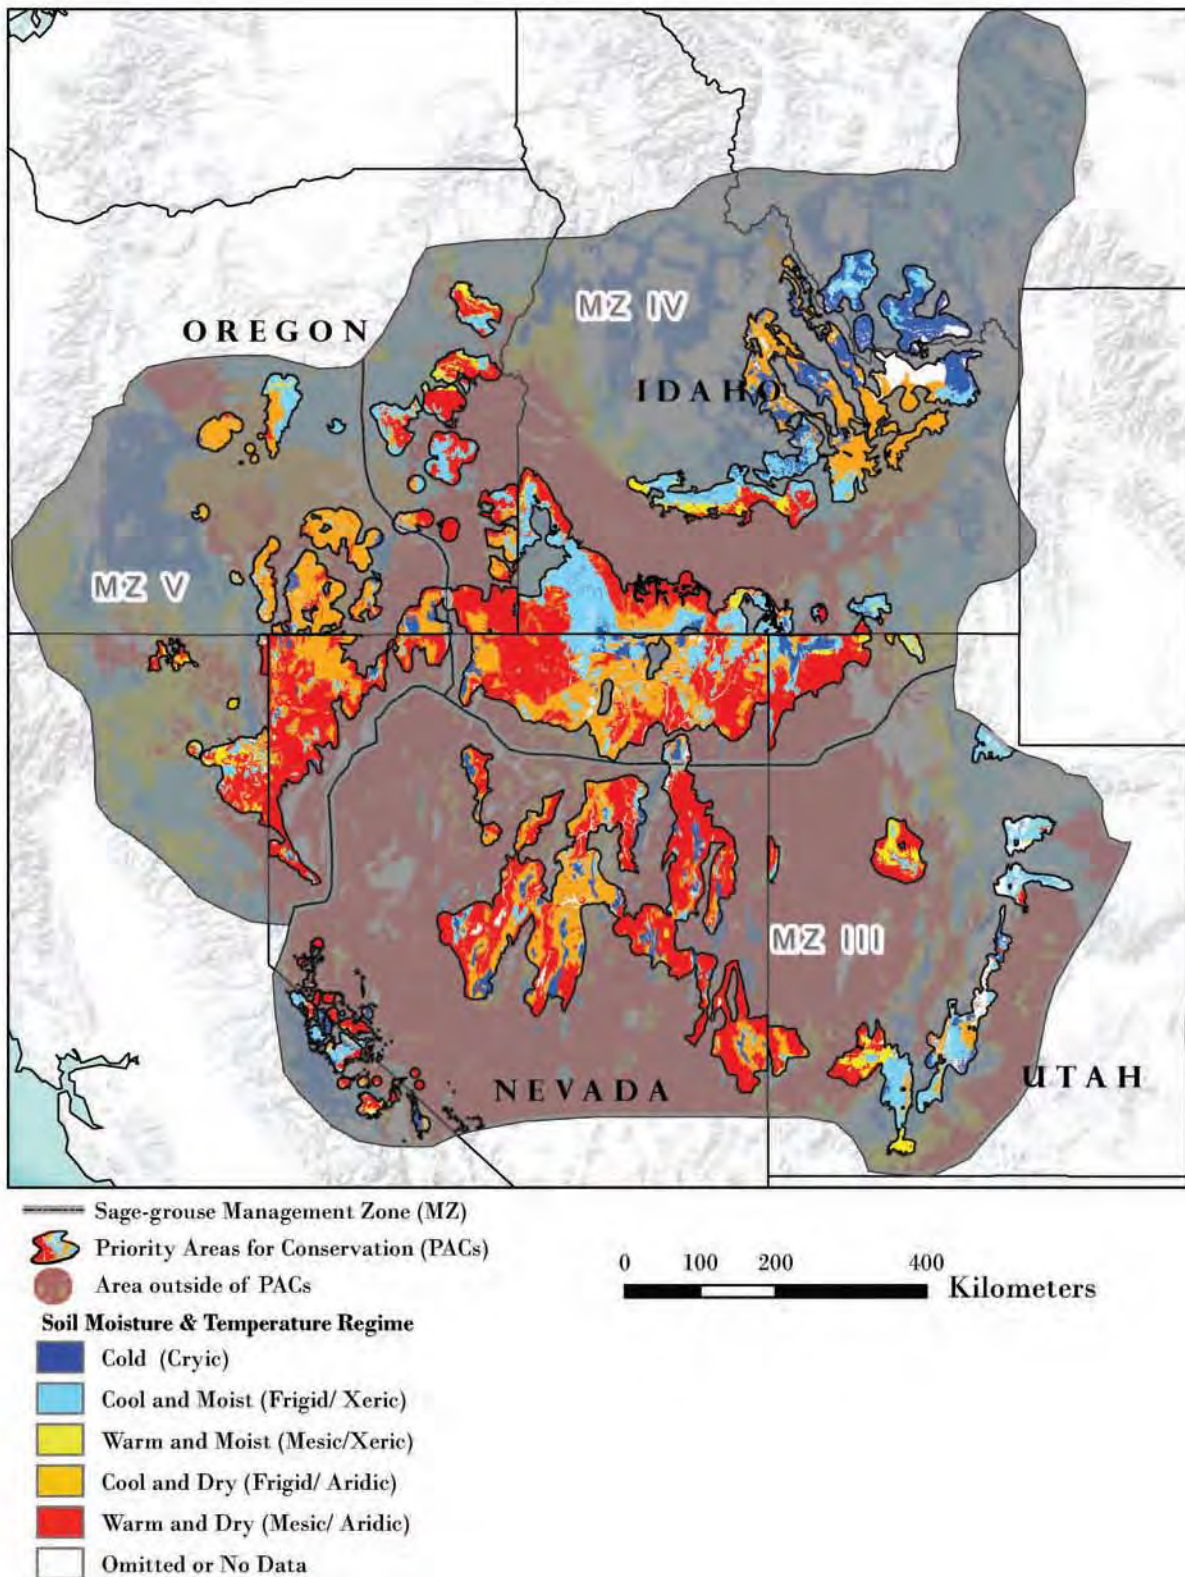 MZ IV
OREGON
IDAHO
MZ V
MZ III
NEVADA
UTAH
Sage-grouse Management Zone (MZ)
Priority Areas for Conservation (PACs)
Area outside of PACs
0 100 200 400
Kilometers
Soil Moisture & Temperature Regime
Cold (Cryic)
Cool and Moist (Frigid/ Xeric)
Warm and Moist (Mesic/Xeric)
Cool and Dry (Frigid/ Aridic)
Warm and Dry (Mesic/ Aridic)
Omitted or No Data